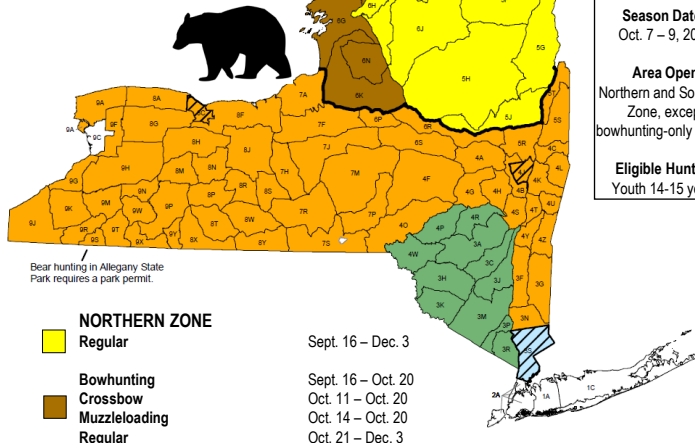 Season Dat
Oct. 7 – 9, 20
Area Open
Northern and So
Zone, excep
bowhunting-only
Eligible Hunt
Youth 14-15 ye
6H
6G
6J
5G
6N
5H
6K
9A
8A
7A
8F
5J
5T
9A
9F
9C
8G
7F
6P
6R
5S
6S
5R
8H
8J
7J
4A
4C
4L
9H
7H
7M
4F
4B
4K
9G
9N
8M
8P
8R
8S
4G
4H
9K
9M
9W
9P
8T
8W
7R
7P
4R
4S
4T
4U
9J
9R
9S
9T
9X
9Y
8X
8Y
7S
4O
4P
4W
3A
4Y
4Z
3C
3H
3J
3F
3G
3K
3M
3N
3P
3R
3S
2A
1A
1C
Bear hunting in Allegany State
Park requires a park permit.
NORTHERN ZONE
Regular Sept. 16 – Dec. 3
Bowhunting Sept. 16 – Oct. 20
Crossbow Oct. 11 – Oct. 20
Muzzleloading Oct. 14 – Oct. 20
Regular Oct. 21 – Dec. 3